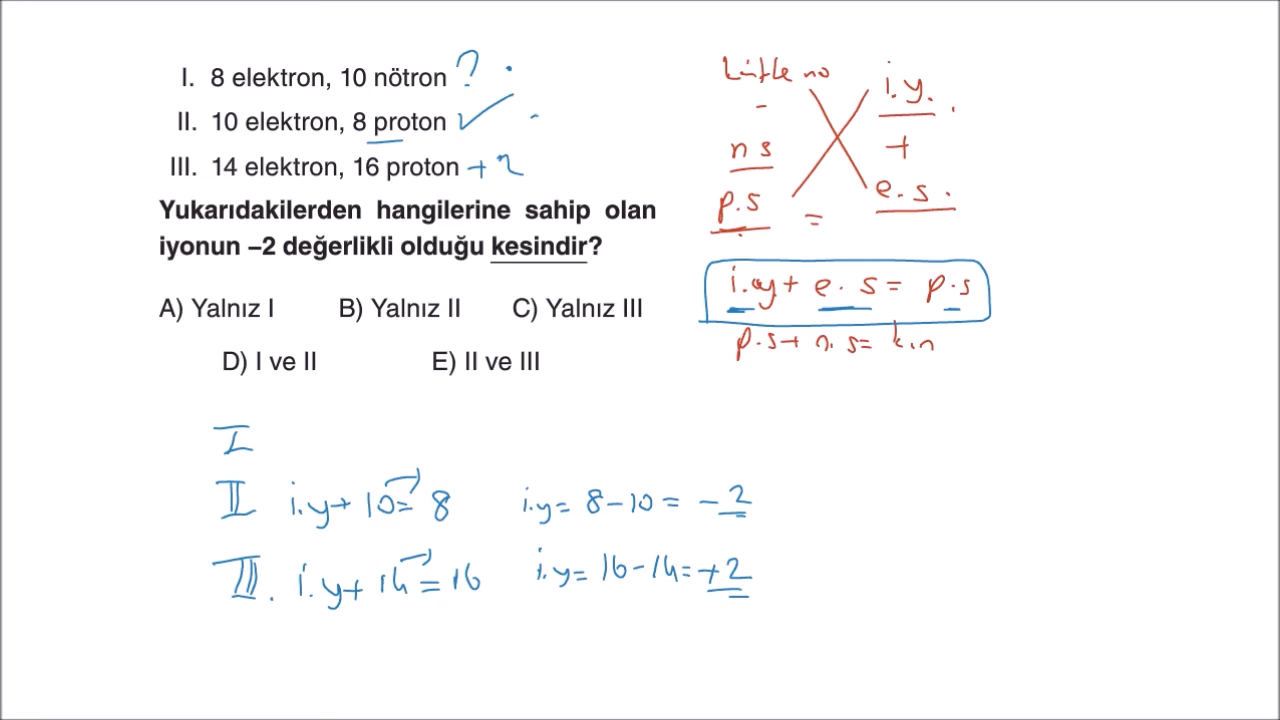 I. 8 elektron, 10 nötron ?
II. 10 elektron, 8 proton ✓
III. 14 elektron, 16 proton +2
Yukarıdakilerden hangilerine sahip olan
iyonun –2 değerlikli olduğu kesindir?
A) Yalnız I B) Yalnız II C) Yalnız III
D) I ve II E) II ve III
Kütle no i.y.
- +
n s e.s.
p.s =
i.y + e.s = p.s
p.s + n.s = k.n
I
II i.y + 10 = 8 i.y = 8 - 10 = -2
III. i.y + 14 = 16 i.y = 16 - 14 = +2